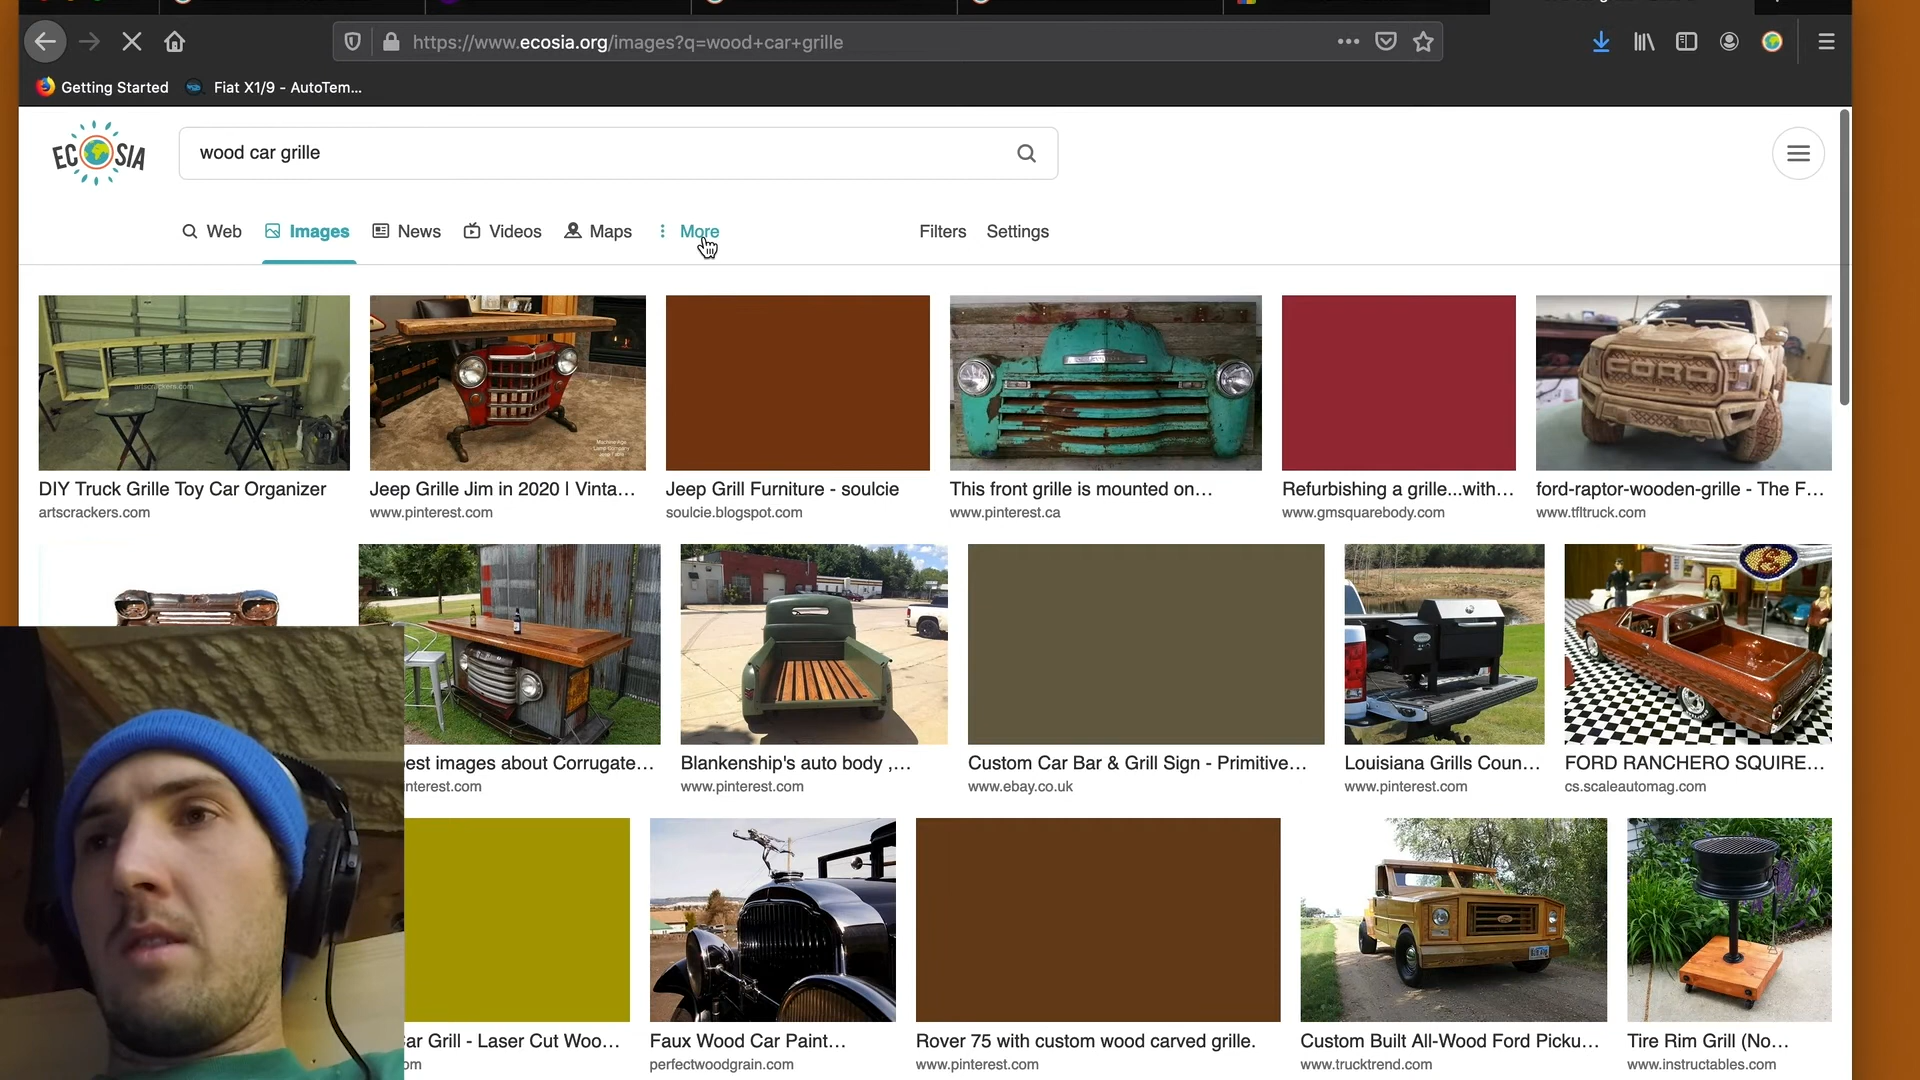 https://www.ecosia.org/images?q=wood+car+grille
Getting Started
Fiat X1/9 - AutoTem...
ECOSIA
wood car grille
Web
Images
News
Videos
Maps
More
Filters
Settings
DIY Truck Grille Toy Car Organizer
artscrackers.com
Jeep Grille Jim in 2020 | Vinta...
www.pinterest.com
Jeep Grill Furniture - soulcie
soulcie.blogspot.com
This front grille is mounted on...
www.pinterest.ca
Refurbishing a grille...with...
www.gmsquarebody.com
FORD
ford-raptor-wooden-grille - The F...
www.tfltruck.com
est images about Corrugate...
nterest.com
Blankenship's auto body ,...
www.pinterest.com
Custom Car Bar & Grill Sign - Primitive...
www.ebay.co.uk
Louisiana Grills Coun...
www.pinterest.com
FORD RANCHERO SQUIRE...
cs.scaleautomag.com
ar Grill - Laser Cut Woo...
om
Faux Wood Car Paint...
perfectwoodgrain.com
Rover 75 with custom wood carved grille.
www.pinterest.com
Custom Built All-Wood Ford Picku...
www.trucktrend.com
Tire Rim Grill (No...
www.instructables.com